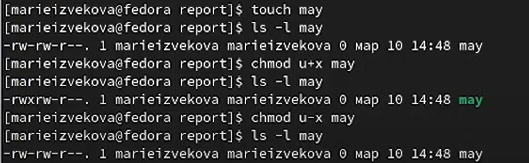 [marieizvekova@fedora report]$ touch may
[marieizvekova@fedora report]$ ls -l may
-rw-rw-r--. 1 marieizvekova marieizvekova 0 мар 10 14:48 may
[marieizvekova@fedora report]$ chmod u+x may
[marieizvekova@fedora report]$ ls -l may
-rwxrw-r--. 1 marieizvekova marieizvekova 0 мар 10 14:48 may
[marieizvekova@fedora report]$ chmod u-x may
[marieizvekova@fedora report]$ ls -l may
-rw-rw-r--. 1 marieizvekova marieizvekova 0 мар 10 14:48 may